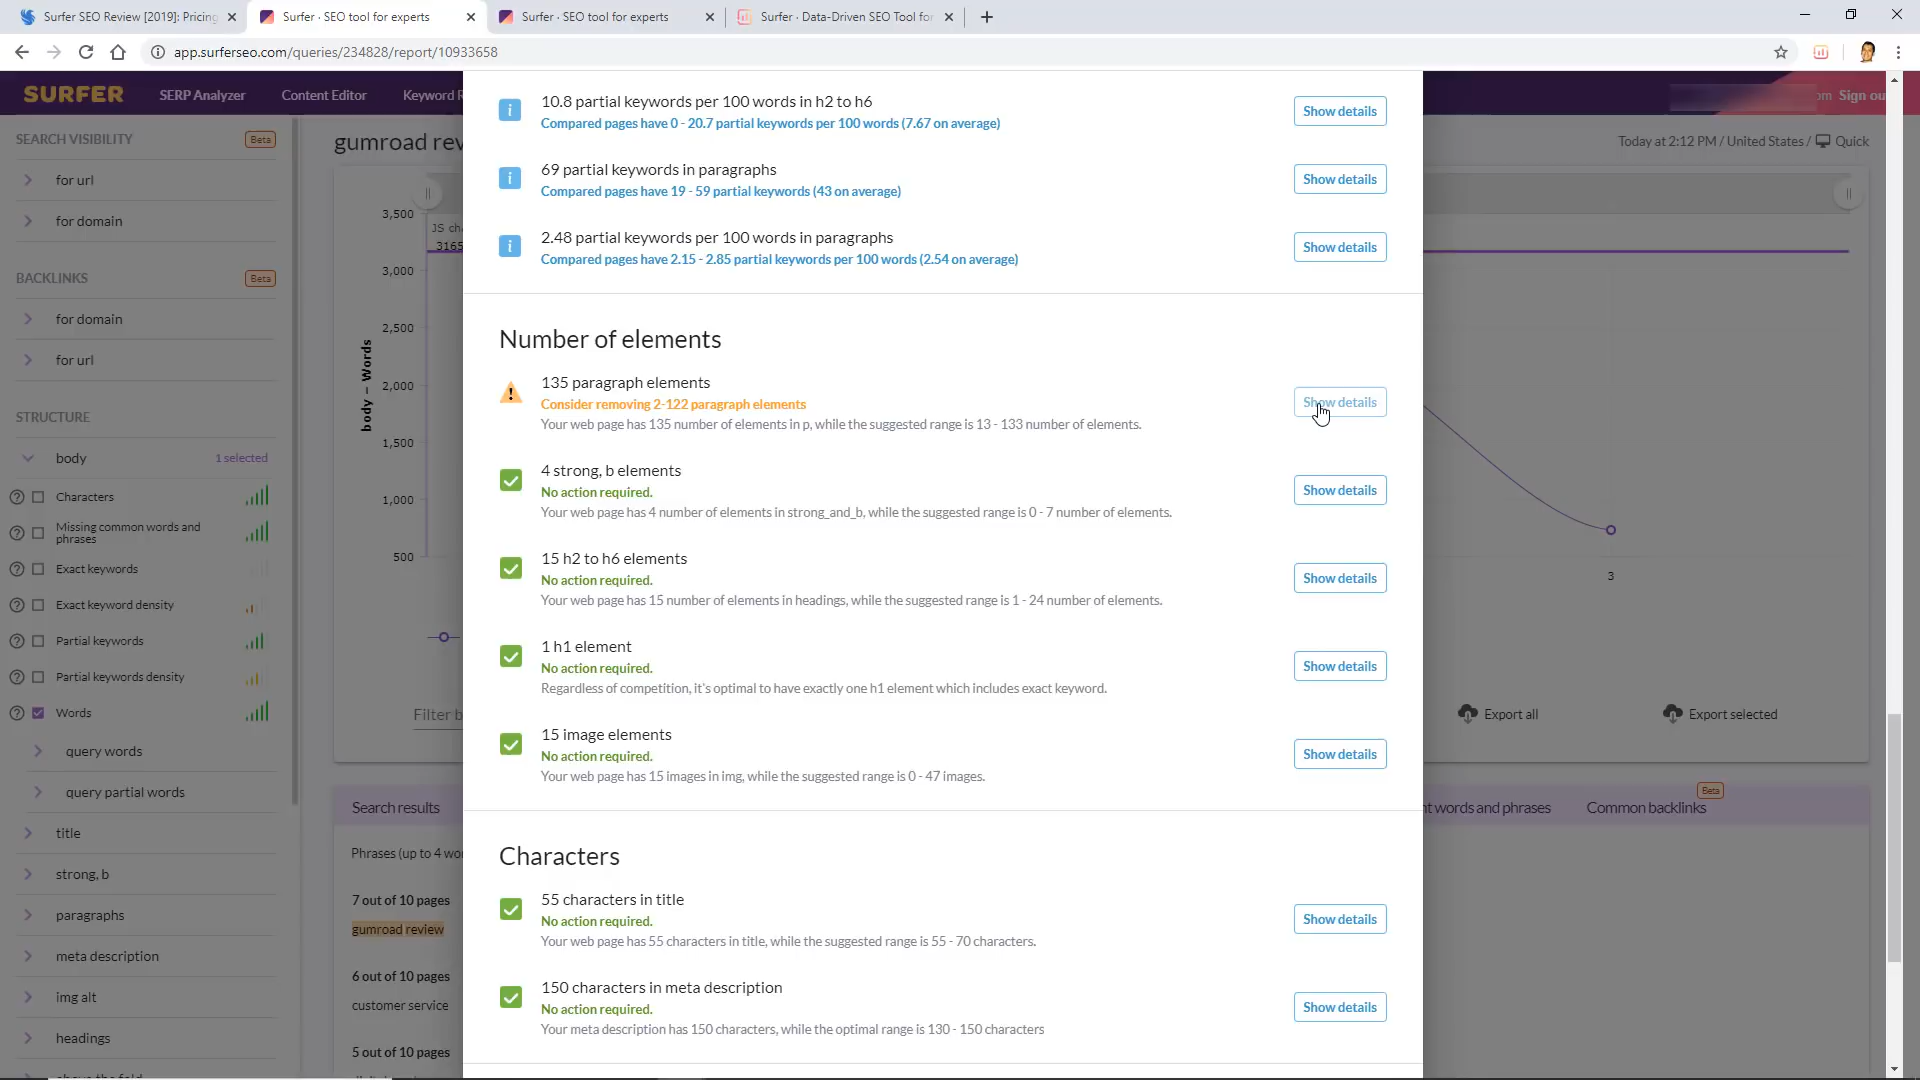 Surfer SEO Review [2019]: Pricing
Surfer · SEO tool for experts
Surfer · SEO tool for experts
Surfer · Data-Driven SEO Tool for
app.surferseo.com/queries/234828/report/10933658
SURFER
SERP Analyzer
Content Editor
Keyword R
om
Sign ou
SEARCH VISIBILITY
Beta
for url
for domain
BACKLINKS
Beta
for domain
for url
STRUCTURE
body
1 selected
Characters
Missing common words and
phrases
Exact keywords
Exact keyword density
Partial keywords
Partial keywords density
Words
query words
query partial words
title
strong, b
paragraphs
meta description
img alt
headings
gumroad rev
Today at 2:12 PM / United States /
Quick
JS ch
3165
3,500
3,000
2,500
2,000
1,500
1,000
500
body – Words
3
Filter b
Export all
Export selected
Search results
nt words and phrases
Common backlinks
Beta
Phrases (up to 4 wor
7 out of 10 pages
gumroad review
6 out of 10 pages
customer service
5 out of 10 pages
10.8 partial keywords per 100 words in h2 to h6
Compared pages have 0 - 20.7 partial keywords per 100 words (7.67 on average)
Show details
69 partial keywords in paragraphs
Compared pages have 19 - 59 partial keywords (43 on average)
Show details
2.48 partial keywords per 100 words in paragraphs
Compared pages have 2.15 - 2.85 partial keywords per 100 words (2.54 on average)
Show details
Number of elements
135 paragraph elements
Consider removing 2-122 paragraph elements
Your web page has 135 number of elements in p, while the suggested range is 13 - 133 number of elements.
Show details
4 strong, b elements
No action required.
Your web page has 4 number of elements in strong_and_b, while the suggested range is 0 - 7 number of elements.
Show details
15 h2 to h6 elements
No action required.
Your web page has 15 number of elements in headings, while the suggested range is 1 - 24 number of elements.
Show details
1 h1 element
No action required.
Regardless of competition, it's optimal to have exactly one h1 element which includes exact keyword.
Show details
15 image elements
No action required.
Your web page has 15 images in img, while the suggested range is 0 - 47 images.
Show details
Characters
55 characters in title
No action required.
Your web page has 55 characters in title, while the suggested range is 55 - 70 characters.
Show details
150 characters in meta description
No action required.
Your meta description has 150 characters, while the optimal range is 130 - 150 characters
Show details